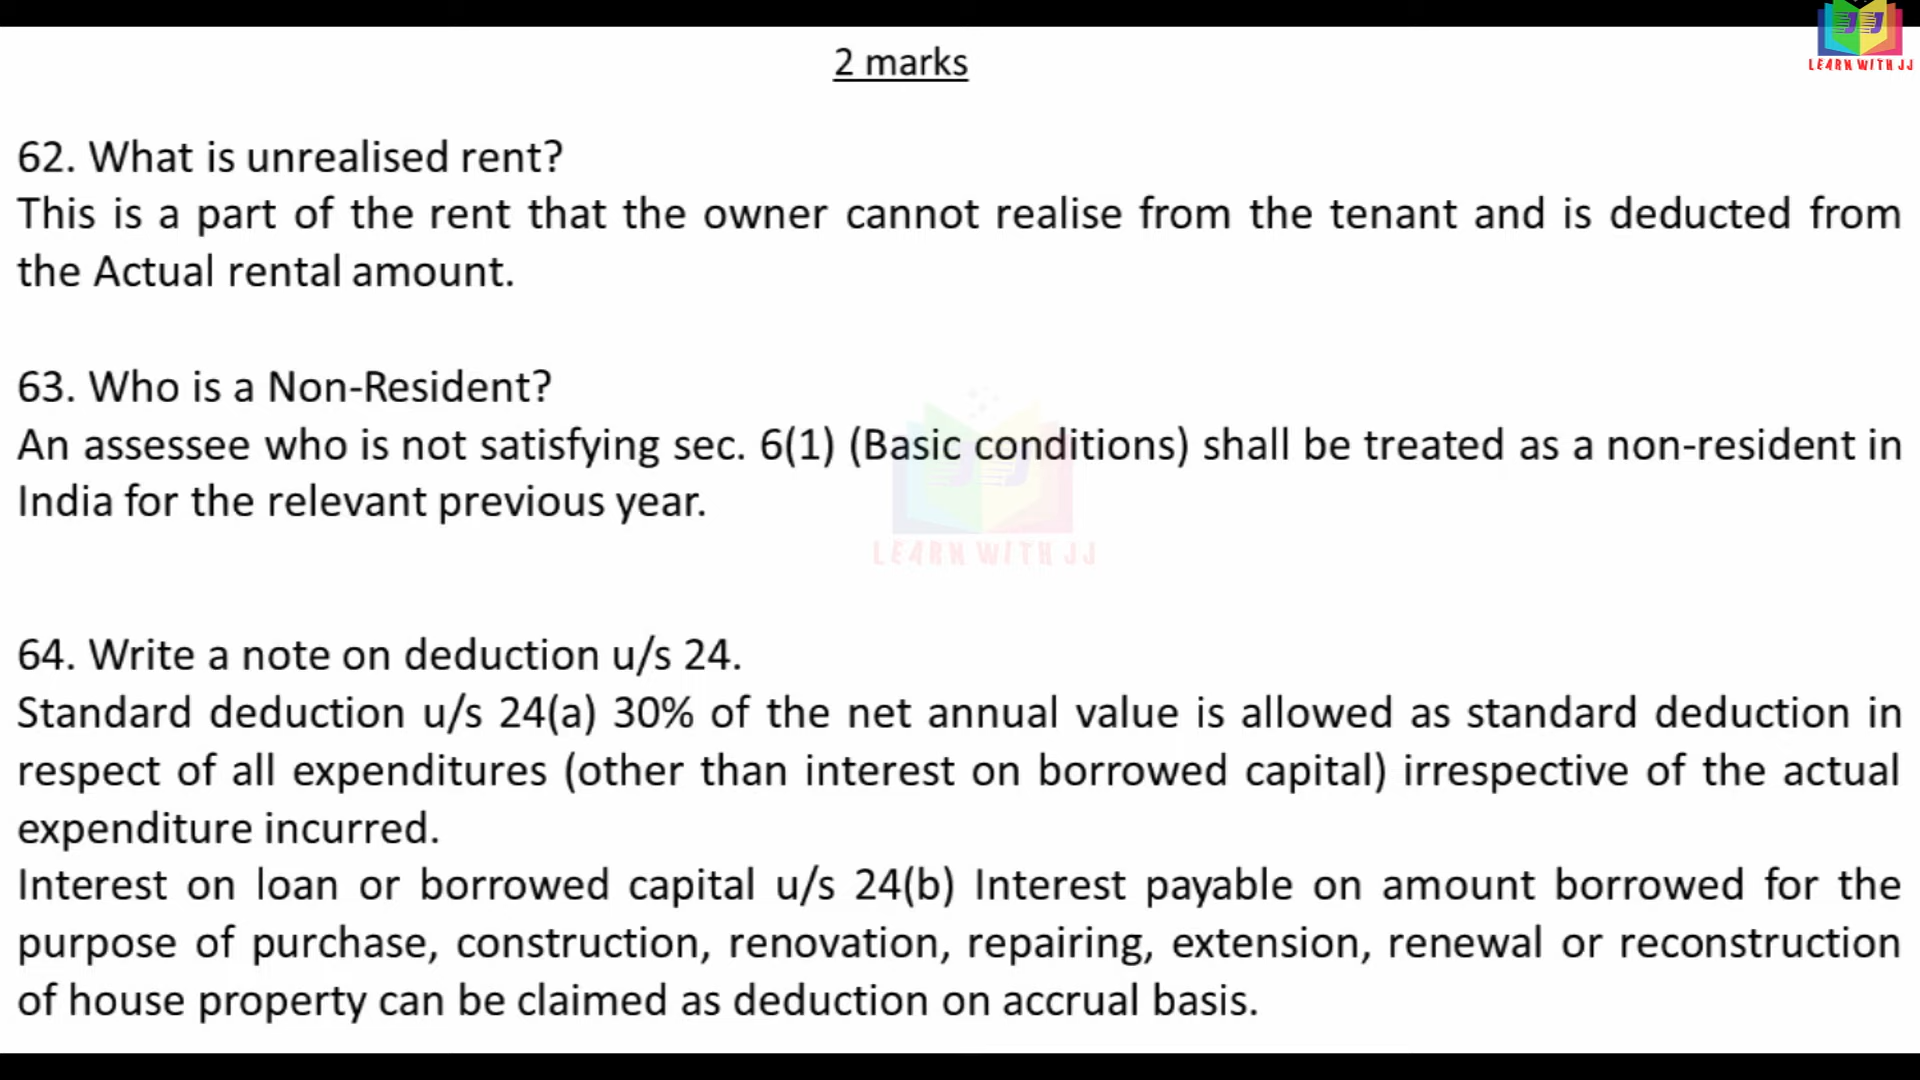 LEARN WITH JJ
2 marks
62. What is unrealised rent?
This is a part of the rent that the owner cannot realise from the tenant and is deducted from
the Actual rental amount.
63. Who is a Non-Resident?
An assessee who is not satisfying sec. 6(1) (Basic conditions) shall be treated as a non-resident in
India for the relevant previous year.
LEARN WITH JJ
64. Write a note on deduction u/s 24.
Standard deduction u/s 24(a) 30% of the net annual value is allowed as standard deduction in
respect of all expenditures (other than interest on borrowed capital) irrespective of the actual
expenditure incurred.
Interest on loan or borrowed capital u/s 24(b) Interest payable on amount borrowed for the
purpose of purchase, construction, renovation, repairing, extension, renewal or reconstruction
of house property can be claimed as deduction on accrual basis.